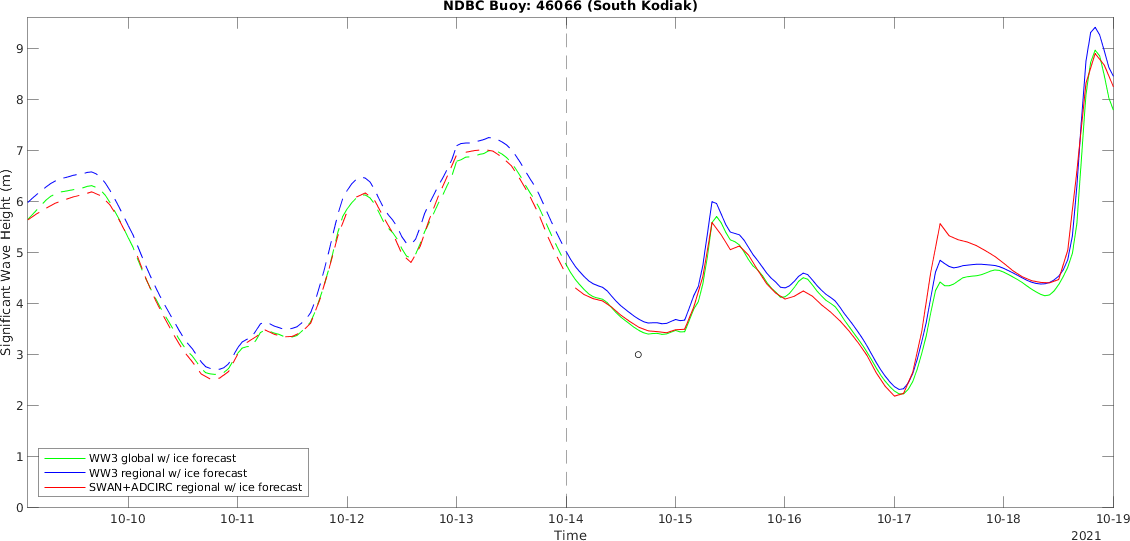 NDBC Buoy: 46066 (South Kodiak)
Significant Wave Height (m)
9
8
7
6
5
4
3
2
1
0
WW3 global w/ ice forecast
WW3 regional w/ ice forecast
SWAN+ADCIRC regional w/ ice forecast
10-10 10-11 10-12 10-13 10-14 10-15 10-16 10-17 10-18 10-19
Time
2021